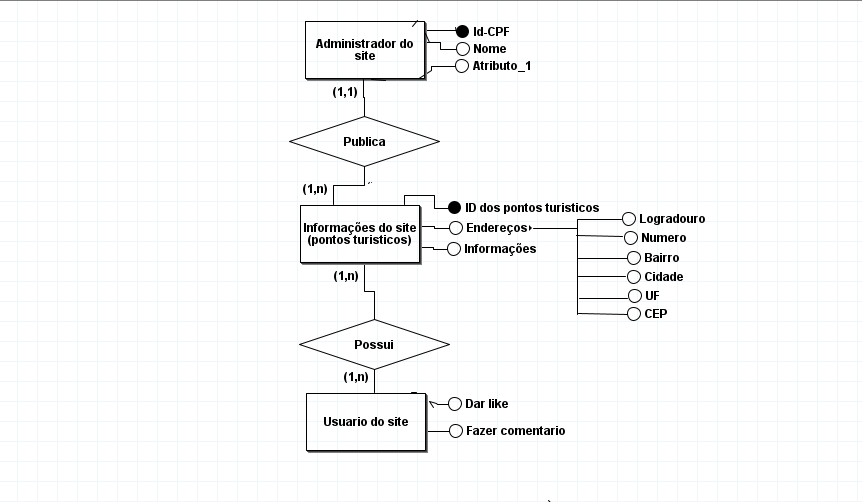 Administrador do
site
Id-CPF
Nome
Atributo_1
(1,1)
Publica
(1,n)
Informações do site
(pontos turisticos)
ID dos pontos turisticos
Endereços
Informações
Logradouro
Numero
Bairro
Cidade
UF
CEP
(1,n)
Possui
(1,n)
Usuario do site
Dar like
Fazer comentario